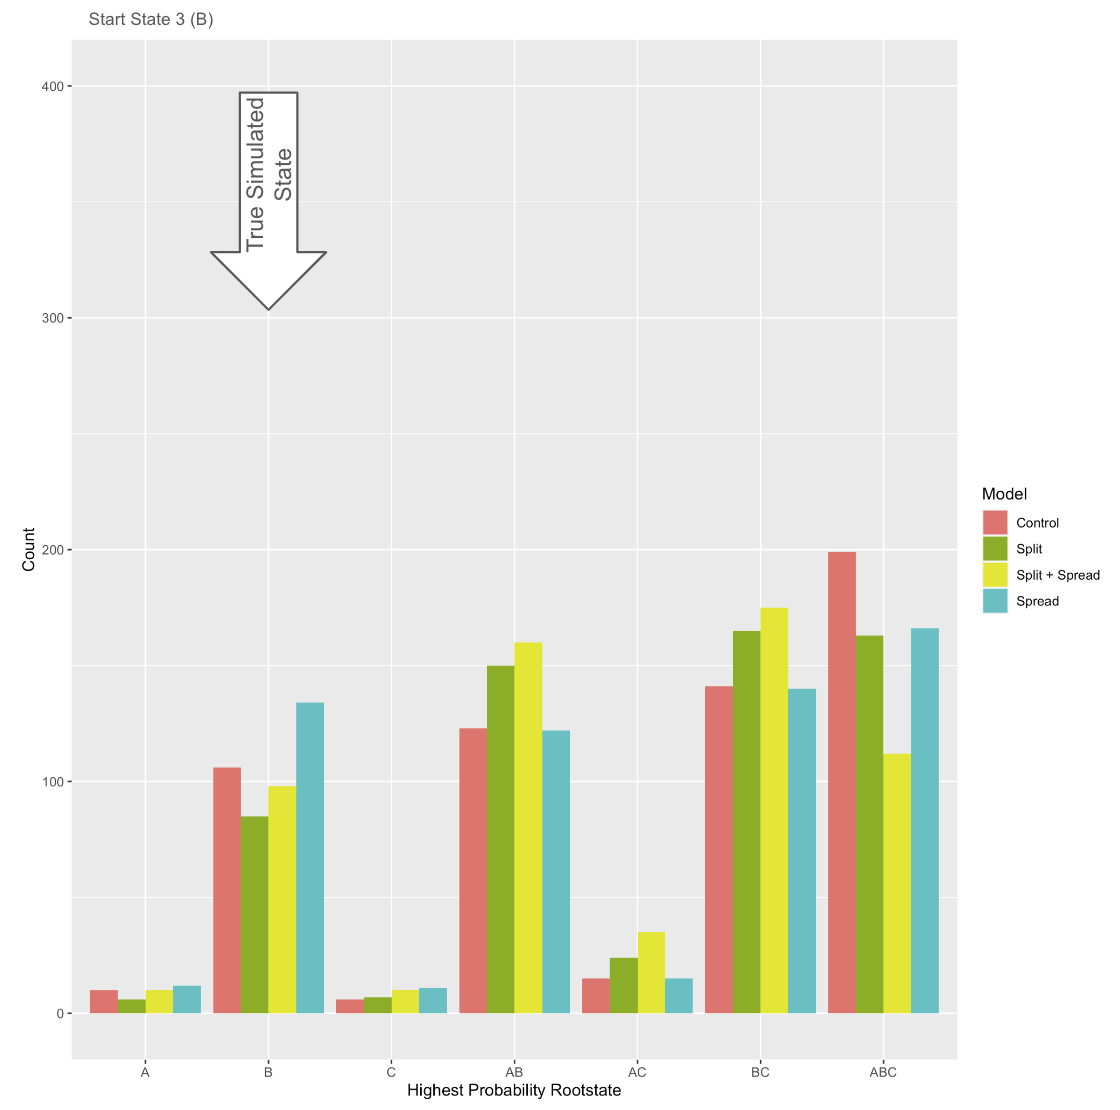 Start State 3 (B)
400
300
200
100
0
Count
True Simulated
State
A
B
C
AB
AC
BC
ABC
Highest Probability Rootstate
Model
Control
Split
Split + Spread
Spread